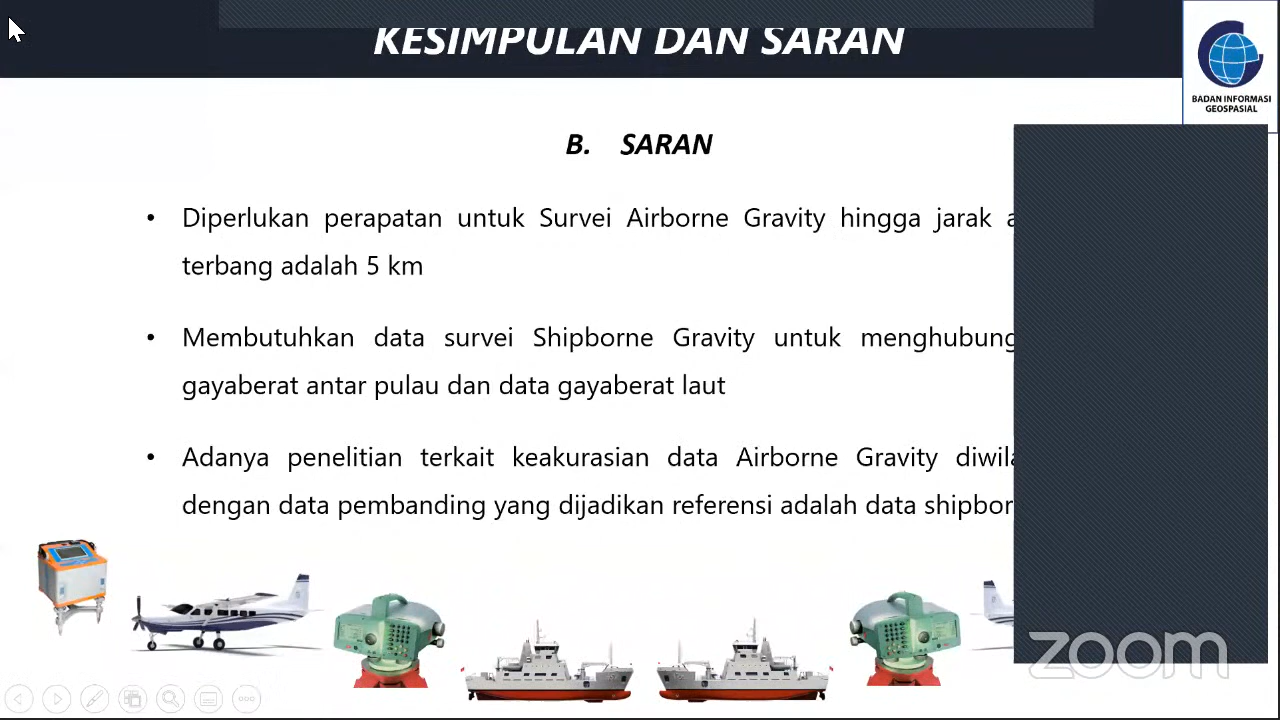 KESIMPULAN DAN SARAN
BADAN INFORMASI
GEOSPASIAL
B. SARAN
• Diperlukan perapatan untuk Survei Airborne Gravity hingga jarak
terbang adalah 5 km
• Membutuhkan data survei Shipborne Gravity untuk
gayaberat antar pulau dan data gayaberat laut
• Adanya penelitian terkait keakurasian data Airborne Gravity
dengan data pembanding yang dijadikan referensi adalah data
zoom